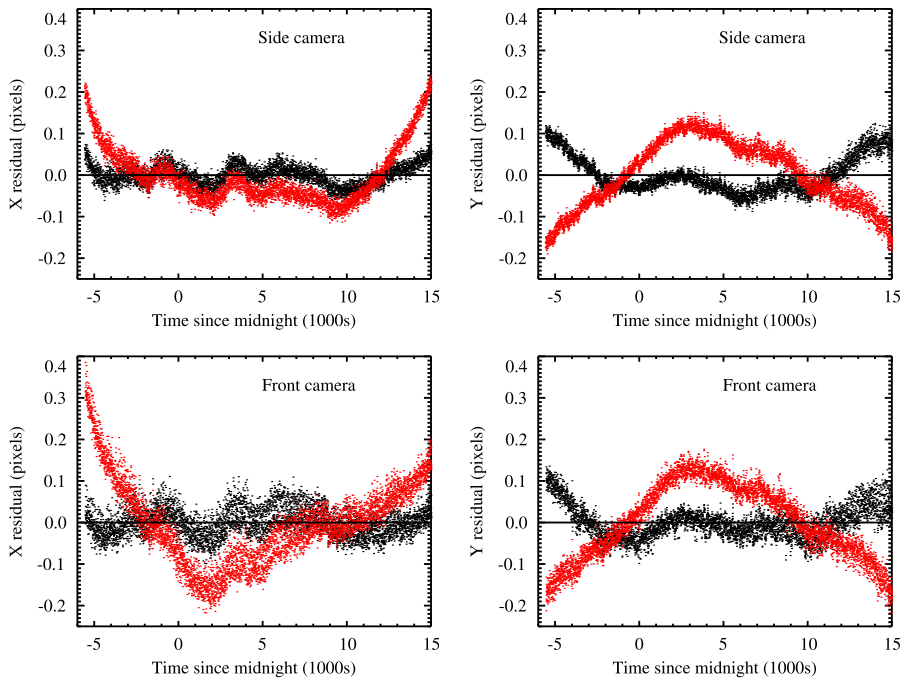 0.4
0.3
0.2
0.1
0.0
-0.1
-0.2
X residual (pixels)
Side camera
-5 0 5 10 15
Time since midnight (1000s)
0.4
0.3
0.2
0.1
0.0
-0.1
-0.2
Y residual (pixels)
Side camera
-5 0 5 10 15
Time since midnight (1000s)
0.4
0.3
0.2
0.1
0.0
-0.1
-0.2
X residual (pixels)
Front camera
-5 0 5 10 15
Time since midnight (1000s)
0.4
0.3
0.2
0.1
0.0
-0.1
-0.2
Y residual (pixels)
Front camera
-5 0 5 10 15
Time since midnight (1000s)